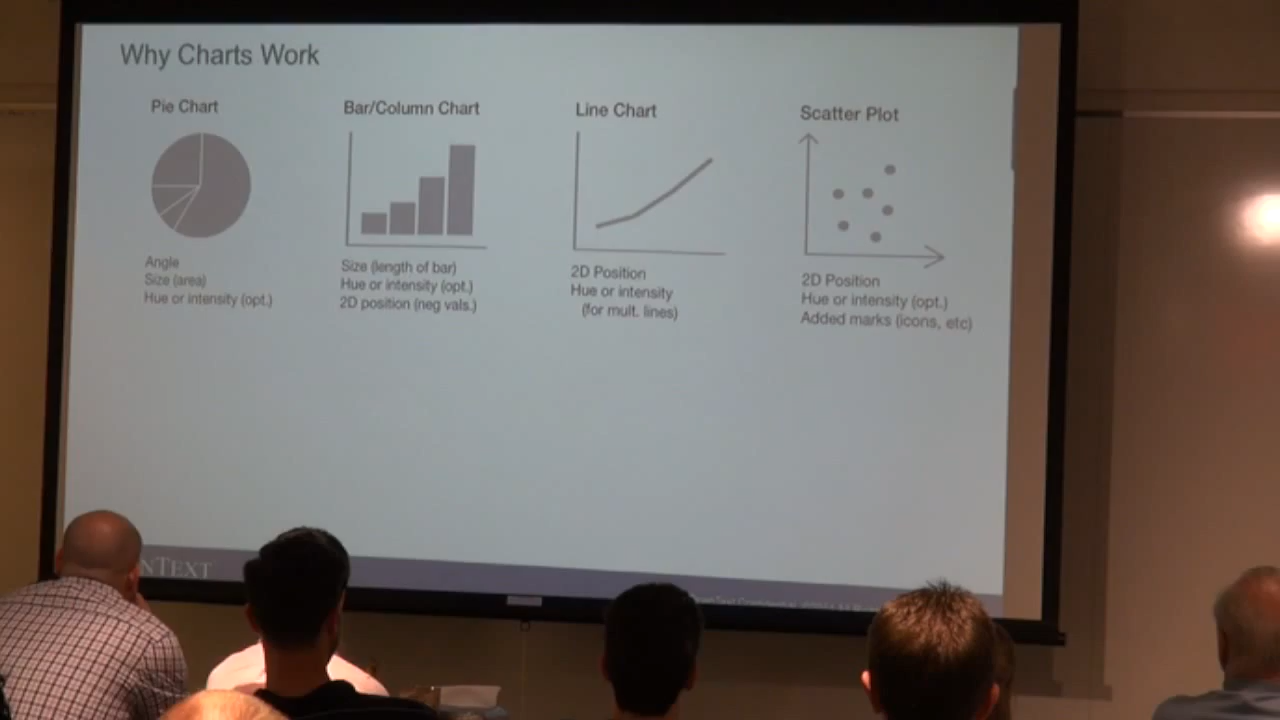 Why Charts Work
Pie Chart
Angle
Size (area)
Hue or intensity (opt.)
Bar/Column Chart
Size (length of bar)
Hue or intensity (opt.)
2D position (neg vals.)
Line Chart
2D Position
Hue or intensity
(for mult. lines)
Scatter Plot
2D Position
Hue or intensity (opt.)
Added marks (icons, etc)
NTEXT